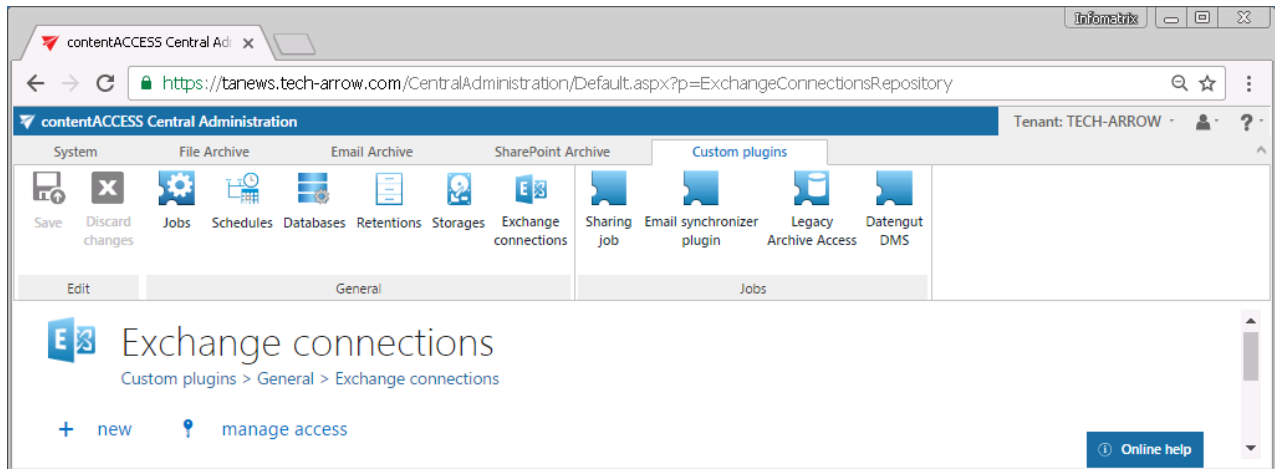 Infomatrix
contentACCESS Central Ad
https://tanews.tech-arrow.com/CentralAdministration/Default.aspx?p=ExchangeConnectionsRepository
contentACCESS Central Administration Tenant: TECH-ARROW ?
System File Archive Email Archive SharePoint Archive Custom plugins
Save Discard Jobs Schedules Databases Retentions Storages Exchange Sharing Email synchronizer Legacy Datengut
changes connections job plugin Archive Access DMS
Edit General Jobs
Exchange connections
Custom plugins > General > Exchange connections
+ new manage access
Online help